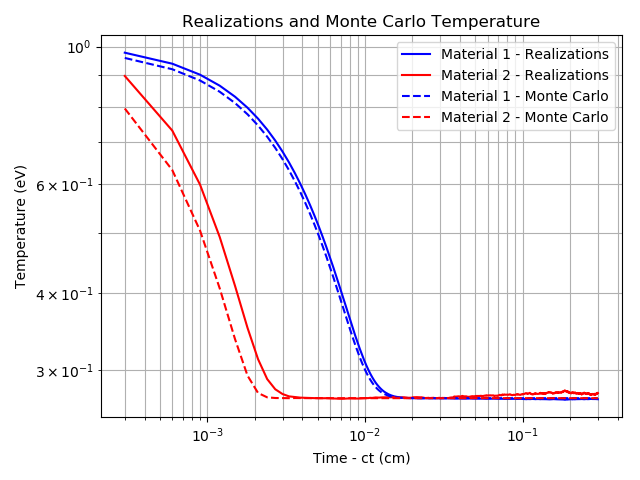 Realizations and Monte Carlo Temperature
10⁰
6 × 10⁻¹
4 × 10⁻¹
3 × 10⁻¹
Temperature (eV)
Material 1 - Realizations
Material 2 - Realizations
Material 1 - Monte Carlo
Material 2 - Monte Carlo
10⁻³ 10⁻² 10⁻¹
Time - ct (cm)